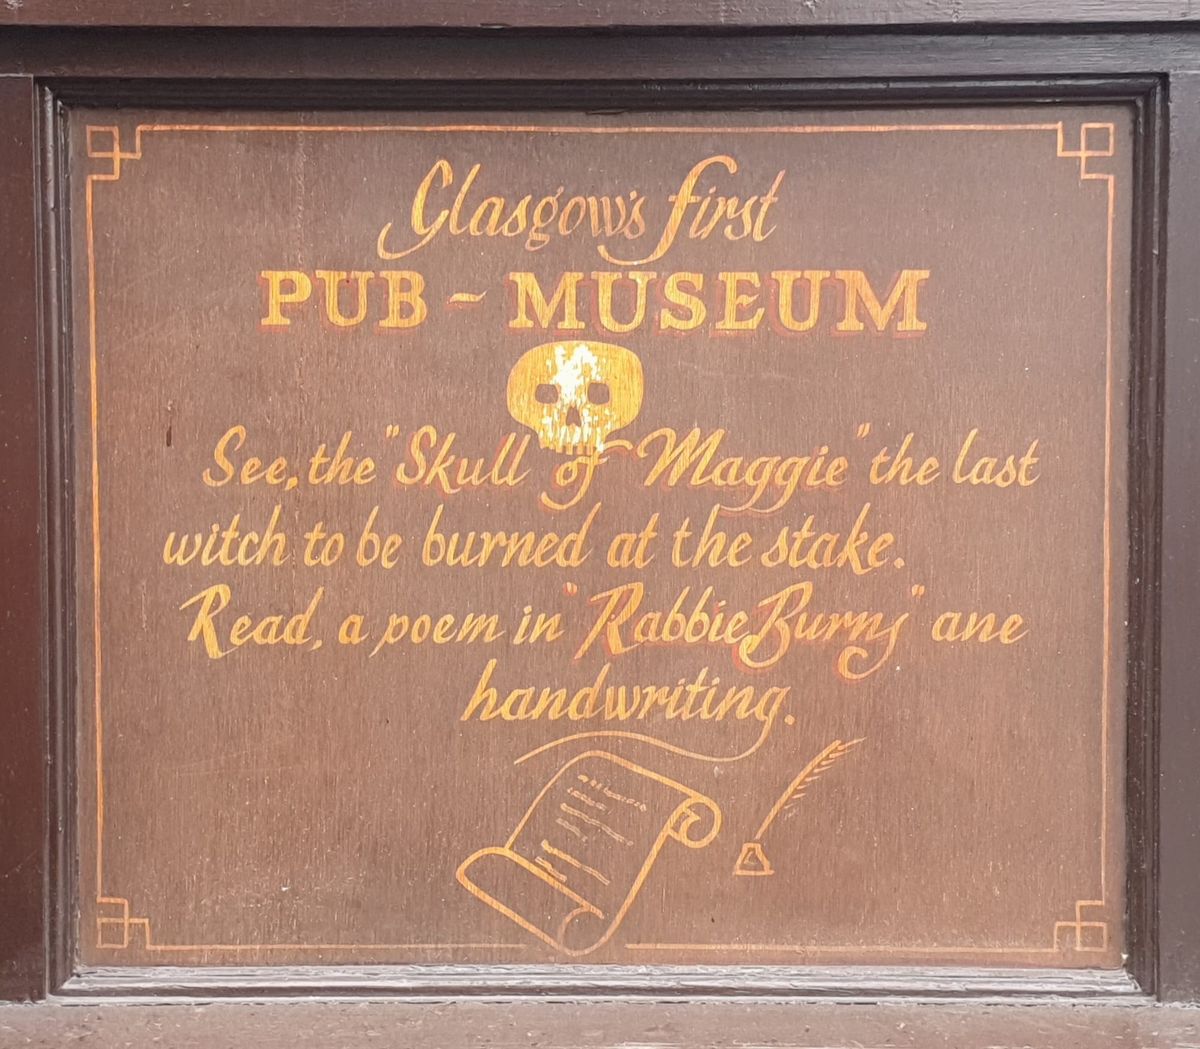 Glasgow's first
PUB - MUSEUM
See, the "Skull of Maggie" the last
witch to be burned at the stake.
Read, a poem in "Rabbie Burns" ane
handwriting.